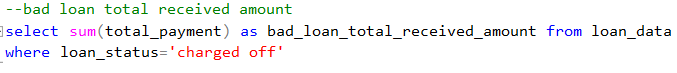 --bad loan total received amount
select sum(total_payment) as bad_loan_total_received_amount from loan_data
where loan_status='charged off'